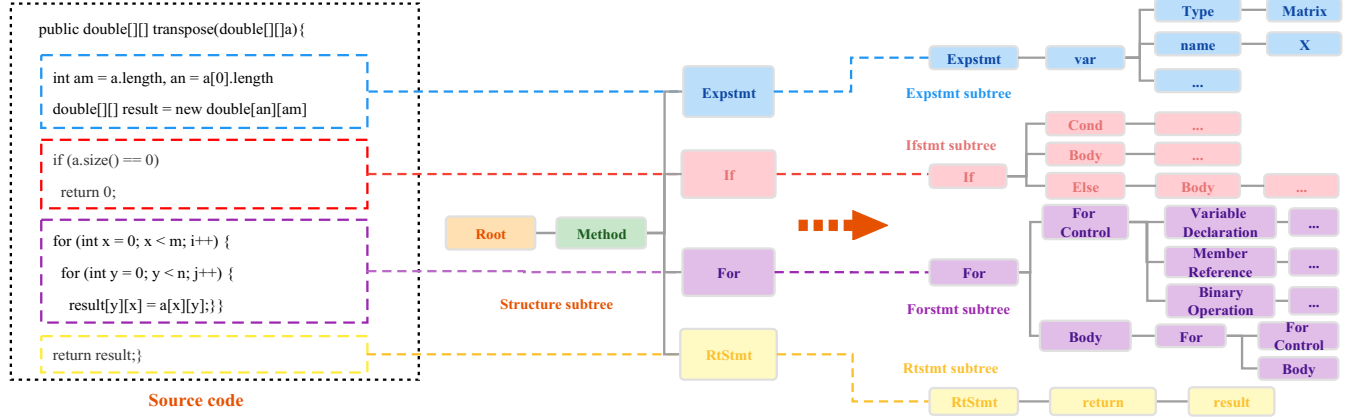 public double[][] transpose(double[][]a){
int am = a.length, an = a[0].length
double[][] result = new double[an][am]
if (a.size() == 0)
return 0;
for (int x = 0; x < m; i++) {
for (int y = 0; y < n; j++) {
result[y][x] = a[x][y];}}
return result;}
Source code
Root
Method
Structure subtree
Expstmt
If
For
RtStmt
Expstmt
var
Type
Matrix
name
X
...
Expstmt subtree
Ifstmt subtree
If
Cond
...
Body
...
Else
Body
...
For
For
Control
Variable
Declaration
...
Member
Reference
...
Binary
Operation
...
Forstmt subtree
Body
For
For
Control
Body
Rtstmt subtree
RtStmt
return
result